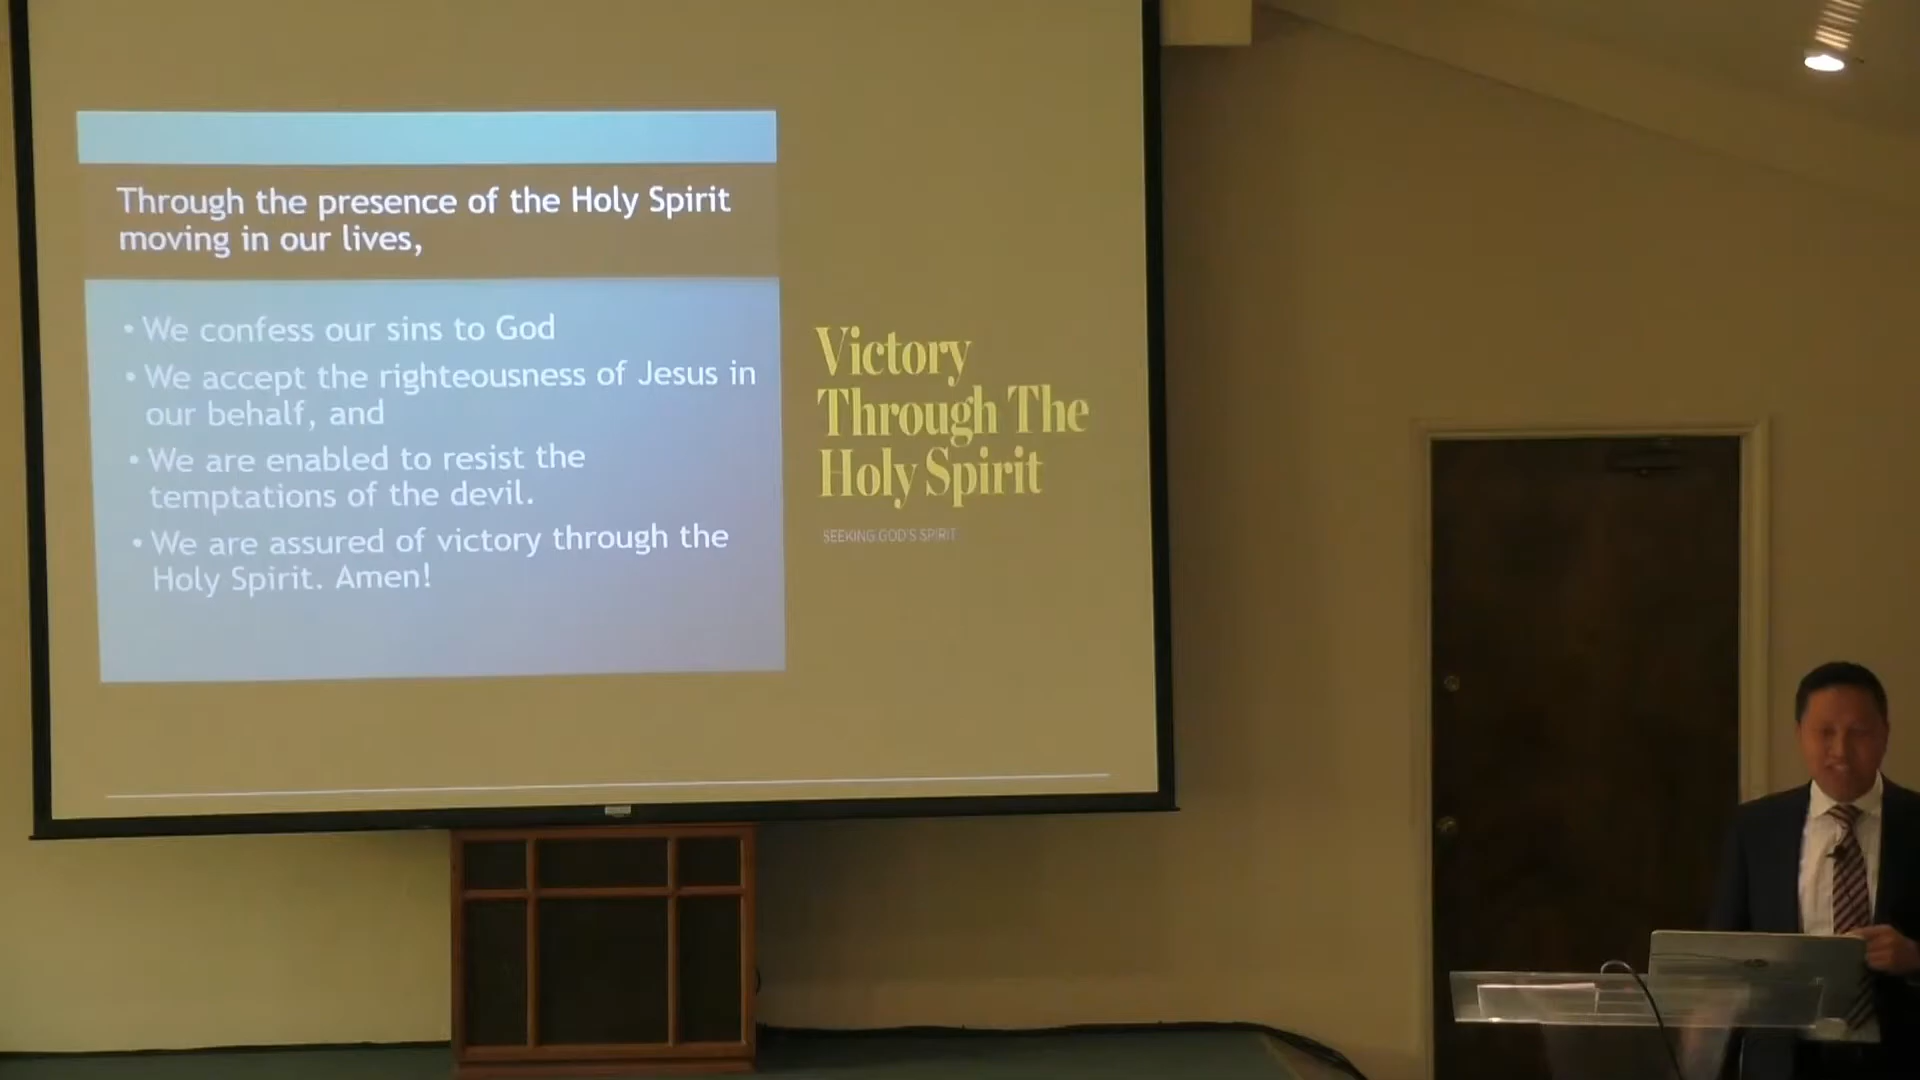 Through the presence of the Holy Spirit
moving in our lives,
• We confess our sins to God
• We accept the righteousness of Jesus in
our behalf, and
• We are enabled to resist the
temptations of the devil.
• We are assured of victory through the
Holy Spirit. Amen!
Victory
Through The
Holy Spirit
SEEKING GOD'S SPIRIT